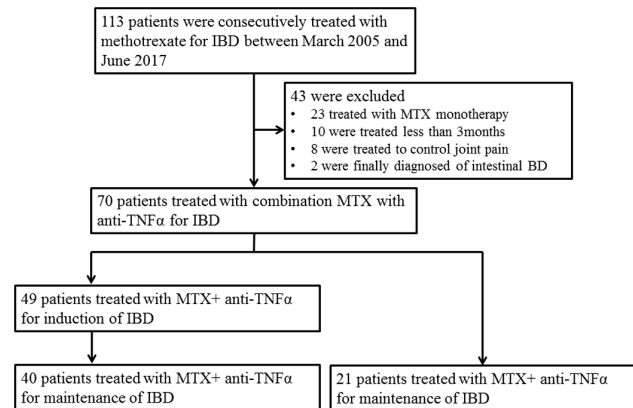 113 patients were consecutively treated with
methotrexate for IBD between March 2005 and
June 2017
43 were excluded
• 23 treated with MTX monotherapy
• 10 were treated less than 3months
• 8 were treated to control joint pain
• 2 were finally diagnosed of intestinal BD
70 patients treated with combination MTX with
anti-TNFα for IBD
49 patients treated with MTX+ anti-TNFα
for induction of IBD
40 patients treated with MTX+ anti-TNFα
for maintenance of IBD
21 patients treated with MTX+ anti-TNFα
for maintenance of IBD